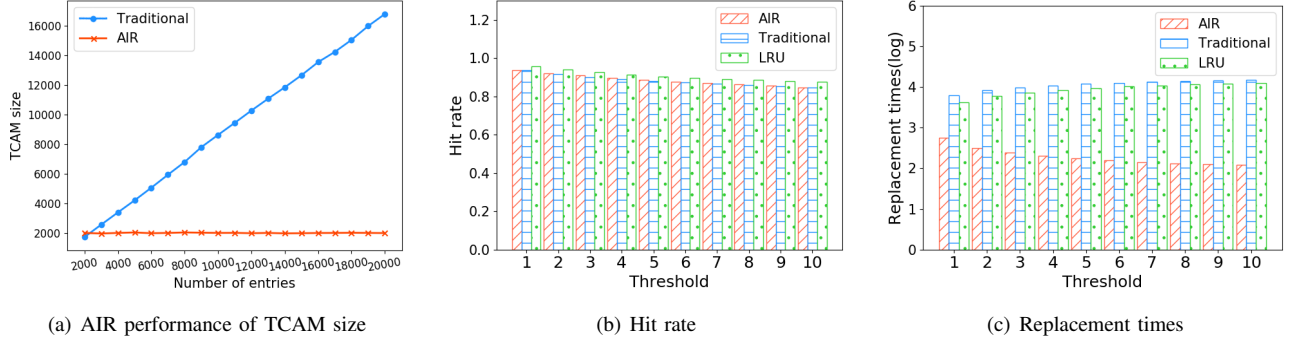 Traditional
AIR
16000
14000
12000
10000
8000
6000
4000
2000
TCAM size
2000 4000 6000 8000 10000 12000 14000 16000 18000 20000
Number of entries
(a) AIR performance of TCAM size
AIR
Traditional
LRU
1.2
1.0
0.8
0.6
0.4
0.2
0.0
Hit rate
1 2 3 4 5 6 7 8 9 10
Threshold
(b) Hit rate
AIR
Traditional
LRU
6
5
4
3
2
1
0
Replacement times(log)
1 2 3 4 5 6 7 8 9 10
Threshold
(c) Replacement times